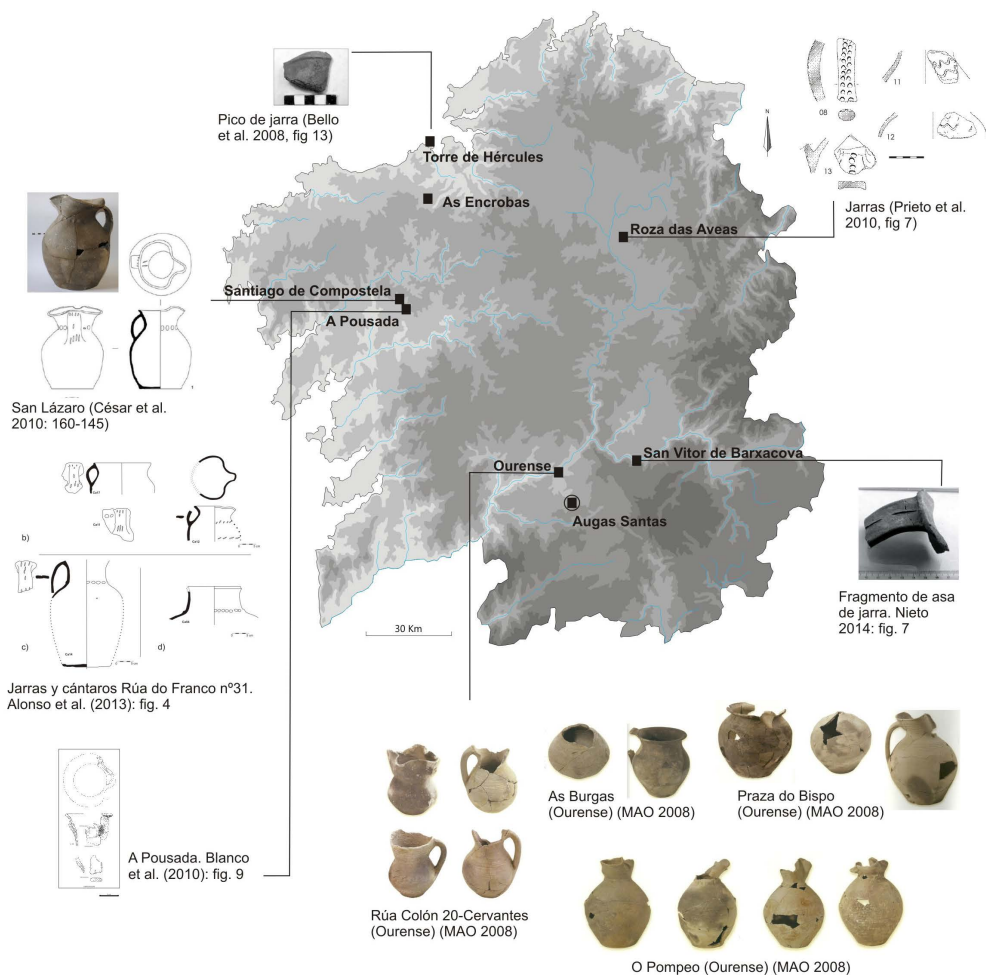 Pico de jarra (Bello
et al. 2008, fig 13)
Torre de Hércules
As Encrobas
N
08
11
12
13
Jarras (Prieto et al.
2010, fig 7)
Roza das Aveas
Santiago de Compostela
A Pousada
San Lázaro (César et al.
2010: 160-145)
b)
c)
d)
Jarras y cántaros Rúa do Franco nº31.
Alonso et al. (2013): fig. 4
Ourense
San Vitor de Barxacova
Augas Santas
30 Km
Fragmento de asa
de jarra. Nieto
2014: fig. 7
A Pousada. Blanco
et al. (2010): fig. 9
As Burgas
(Ourense) (MAO 2008)
Praza do Bispo
(Ourense) (MAO 2008)
Rúa Colón 20-Cervantes
(Ourense) (MAO 2008)
O Pompeo (Ourense) (MAO 2008)